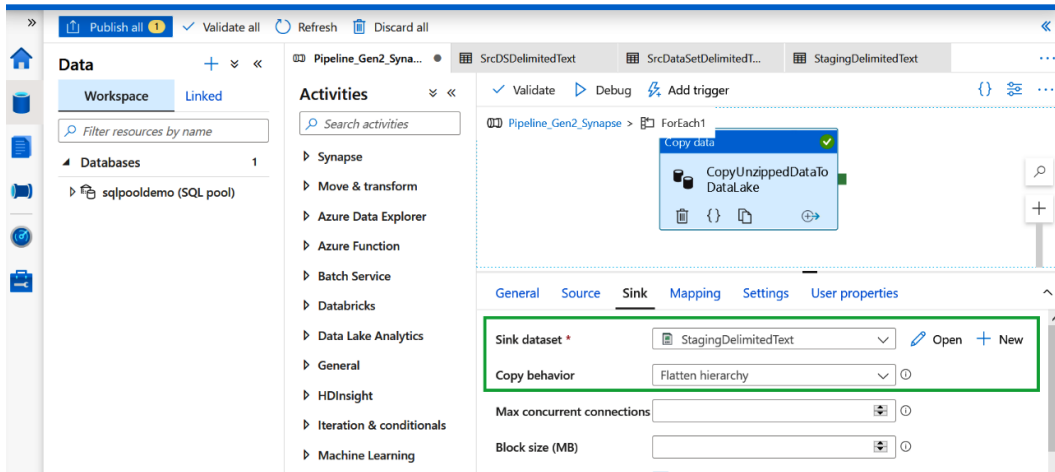 »
Publish all 1
Validate all
Refresh
Discard all
«
Data
+
»
«
Workspace
Linked
Filter resources by name
Databases
1
sqlpooldemo (SQL pool)
Pipeline_Gen2_Syna...
SrcDSDelimitedText
SrcDataSetDelimitedT...
StagingDelimitedText
...
Activities
»
«
Search activities
Synapse
Move & transform
Azure Data Explorer
Azure Function
Batch Service
Databricks
Data Lake Analytics
General
HDInsight
Iteration & conditionals
Machine Learning
Validate
Debug
Add trigger
{}
...
Pipeline_Gen2_Synapse > ForEach1
Copy data
CopyUnzippedDataTo
DataLake
{}
General
Source
Sink
Mapping
Settings
User properties
Sink dataset *
StagingDelimitedText
Open
+ New
Copy behavior
Flatten hierarchy
Max concurrent connections
Block size (MB)